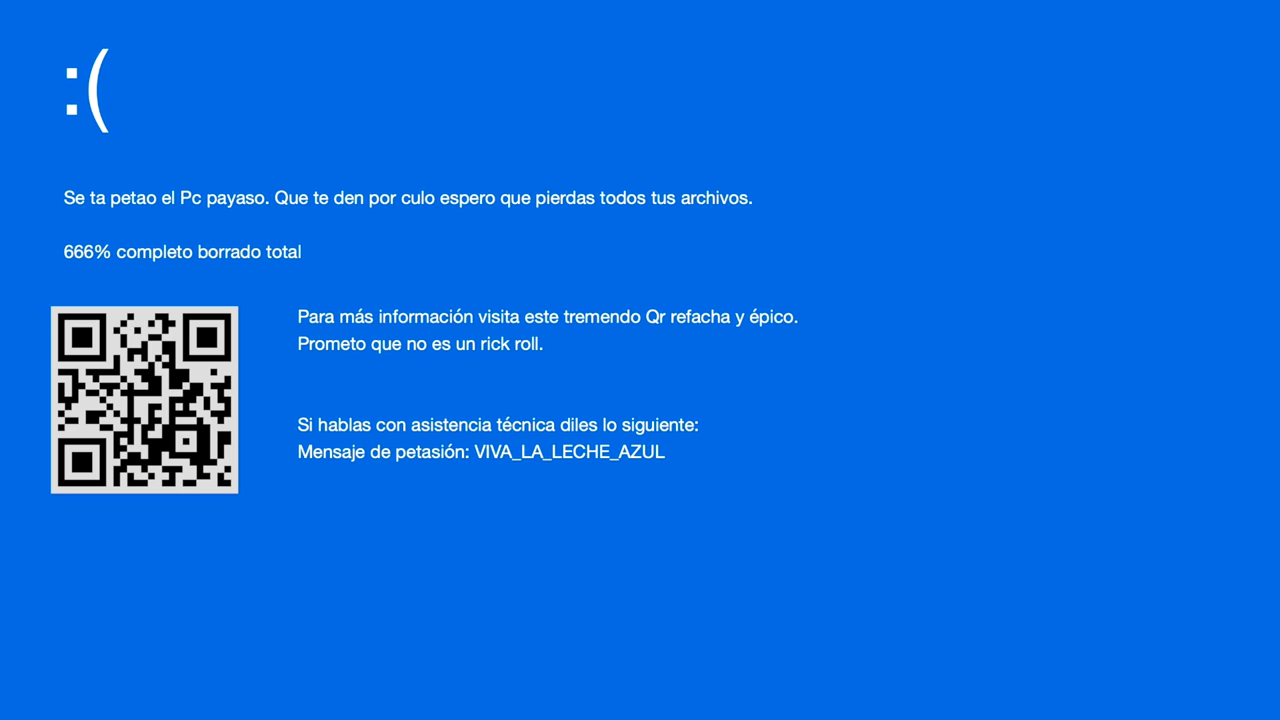 :(
Se ta petao el Pc payaso. Que te den por culo espero que pierdas todos tus archivos.
666% completo borrado total
Para más información visita este tremendo Qr refacha y épico.
Prometo que no es un rick roll.
Si hablas con asistencia técnica diles lo siguiente:
Mensaje de petasión: VIVA_LA_LECHE_AZUL